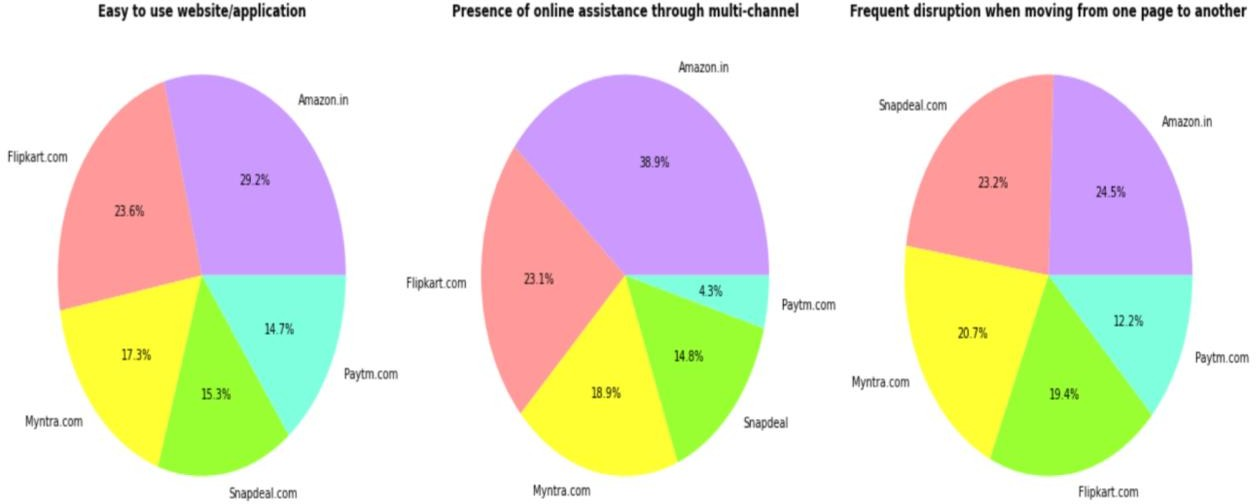 Easy to use website/application
Amazon.in
Flipkart.com
29.2%
23.6%
14.7%
17.3%
15.3%
Paytm.com
Myntra.com
Snapdeal.com
Presence of online assistance through multi-channel
Amazon.in
38.9%
Flipkart.com
23.1%
4.3%
Paytm.com
14.8%
18.9%
Snapdeal
Myntra.com
Frequent disruption when moving from one page to another
Snapdeal.com
Amazon.in
23.2%
24.5%
12.2%
20.7%
Paytm.com
Myntra.com
19.4%
Flipkart.com